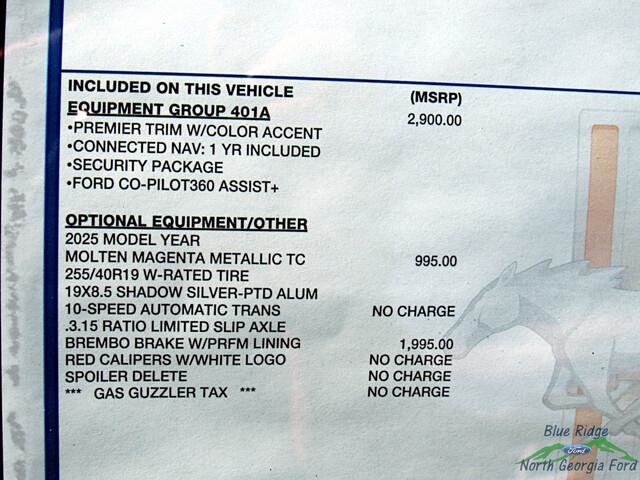 INCLUDED ON THIS VEHICLE (MSRP)
EQUIPMENT GROUP 401A 2,900.00
•PREMIER TRIM W/COLOR ACCENT
•CONNECTED NAV: 1 YR INCLUDED
•SECURITY PACKAGE
•FORD CO-PILOT360 ASSIST+
OPTIONAL EQUIPMENT/OTHER
2025 MODEL YEAR
MOLTEN MAGENTA METALLIC TC 995.00
255/40R19 W-RATED TIRE
19X8.5 SHADOW SILVER-PTD ALUM
10-SPEED AUTOMATIC TRANS NO CHARGE
.3.15 RATIO LIMITED SLIP AXLE
BREMBO BRAKE W/PRFM LINING 1,995.00
RED CALIPERS W/WHITE LOGO NO CHARGE
SPOILER DELETE NO CHARGE
*** GAS GUZZLER TAX *** NO CHARGE
Blue Ridge
Ford
North Georgia Ford